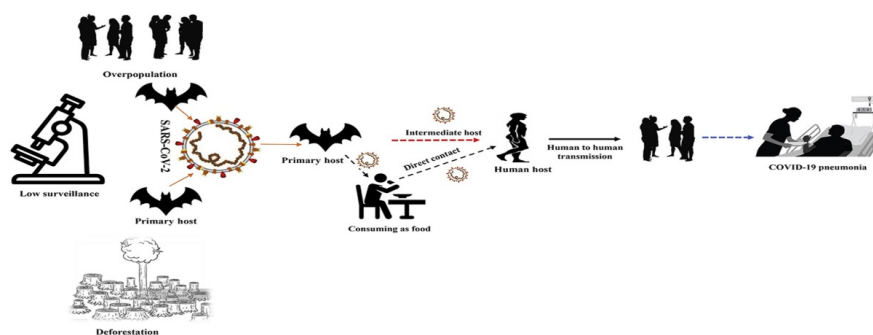 Overpopulation
SARS-CoV-2
Low surveillance
Primary host
Deforestation
Primary host
Intermediate host
Direct contact
Consuming as food
Human host
Human to human
transmission
COVID-19 pneumonia